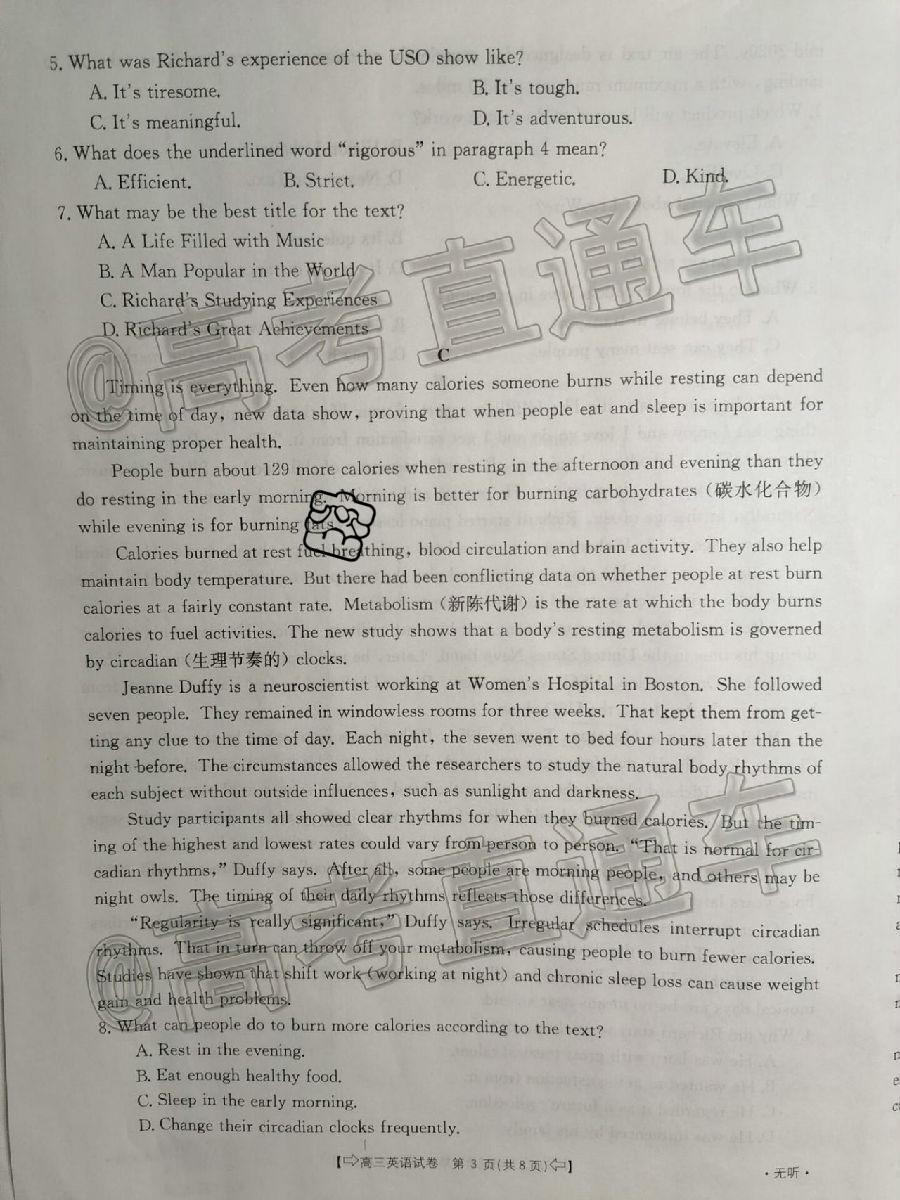 5. What was Richard's experience of the USO show like?
A. It's tiresome.
B. It's tough.
C. It's meaningful.
D. It's adventurous.
6. What does the underlined word “rigorous” in paragraph 4 mean?
A. Efficient.
B. Strict.
C. Energetic.
D. Kind.
7. What may be the best title for the text?
A. A Life Filled with Music
B. A Man Popular in the World
C. Richard's Studying Experiences
D. Richard's Great Achievements
C
Timing is everything. Even how many calories someone burns while resting can depend
on the time of day, new data show, proving that when people eat and sleep is important for
maintaining proper health.
People burn about 129 more calories when resting in the afternoon and evening than they
do resting in the early morning. Morning is better for burning carbohydrates (碳水化合物)
while evening is for burning fats.
Calories burned at rest fuel breathing, blood circulation and brain activity. They also help
maintain body temperature. But there had been conflicting data on whether people at rest burn
calories at a fairly constant rate. Metabolism (新陈代谢) is the rate at which the body burns
calories to fuel activities. The new study shows that a body's resting metabolism is governed
by circadian (生理节奏的) clocks.
Jeanne Duffy is a neuroscientist working at Women's Hospital in Boston. She followed
seven people. They remained in windowless rooms for three weeks. That kept them from get-
ting any clue to the time of day. Each night, the seven went to bed four hours later than the
night before. The circumstances allowed the researchers to study the natural body rhythms of
each subject without outside influences, such as sunlight and darkness.
Study participants all showed clear rhythms for when they burned calories. But the tim-
ing of the highest and lowest rates could vary from person to person. “That is normal for cir-
cadian rhythms,” Duffy says. After all, some people are morning people, and others may be
night owls. The timing of their daily rhythms reflects those differences.
“Regularity is really significant,” Duffy says. Irregular schedules interrupt circadian
rhythms. That in turn can throw off your metabolism, causing people to burn fewer calories.
Studies have shown that shift work (working at night) and chronic sleep loss can cause weight
gain and health problems.
8. What can people do to burn more calories according to the text?
A. Rest in the evening.
B. Eat enough healthy food.
C. Sleep in the early morning.
D. Change their circadian clocks frequently.
【⇨高三英语试卷 第 3 页(共 8 页)⇦】
·无听·
@高考直通车
@高考直通车